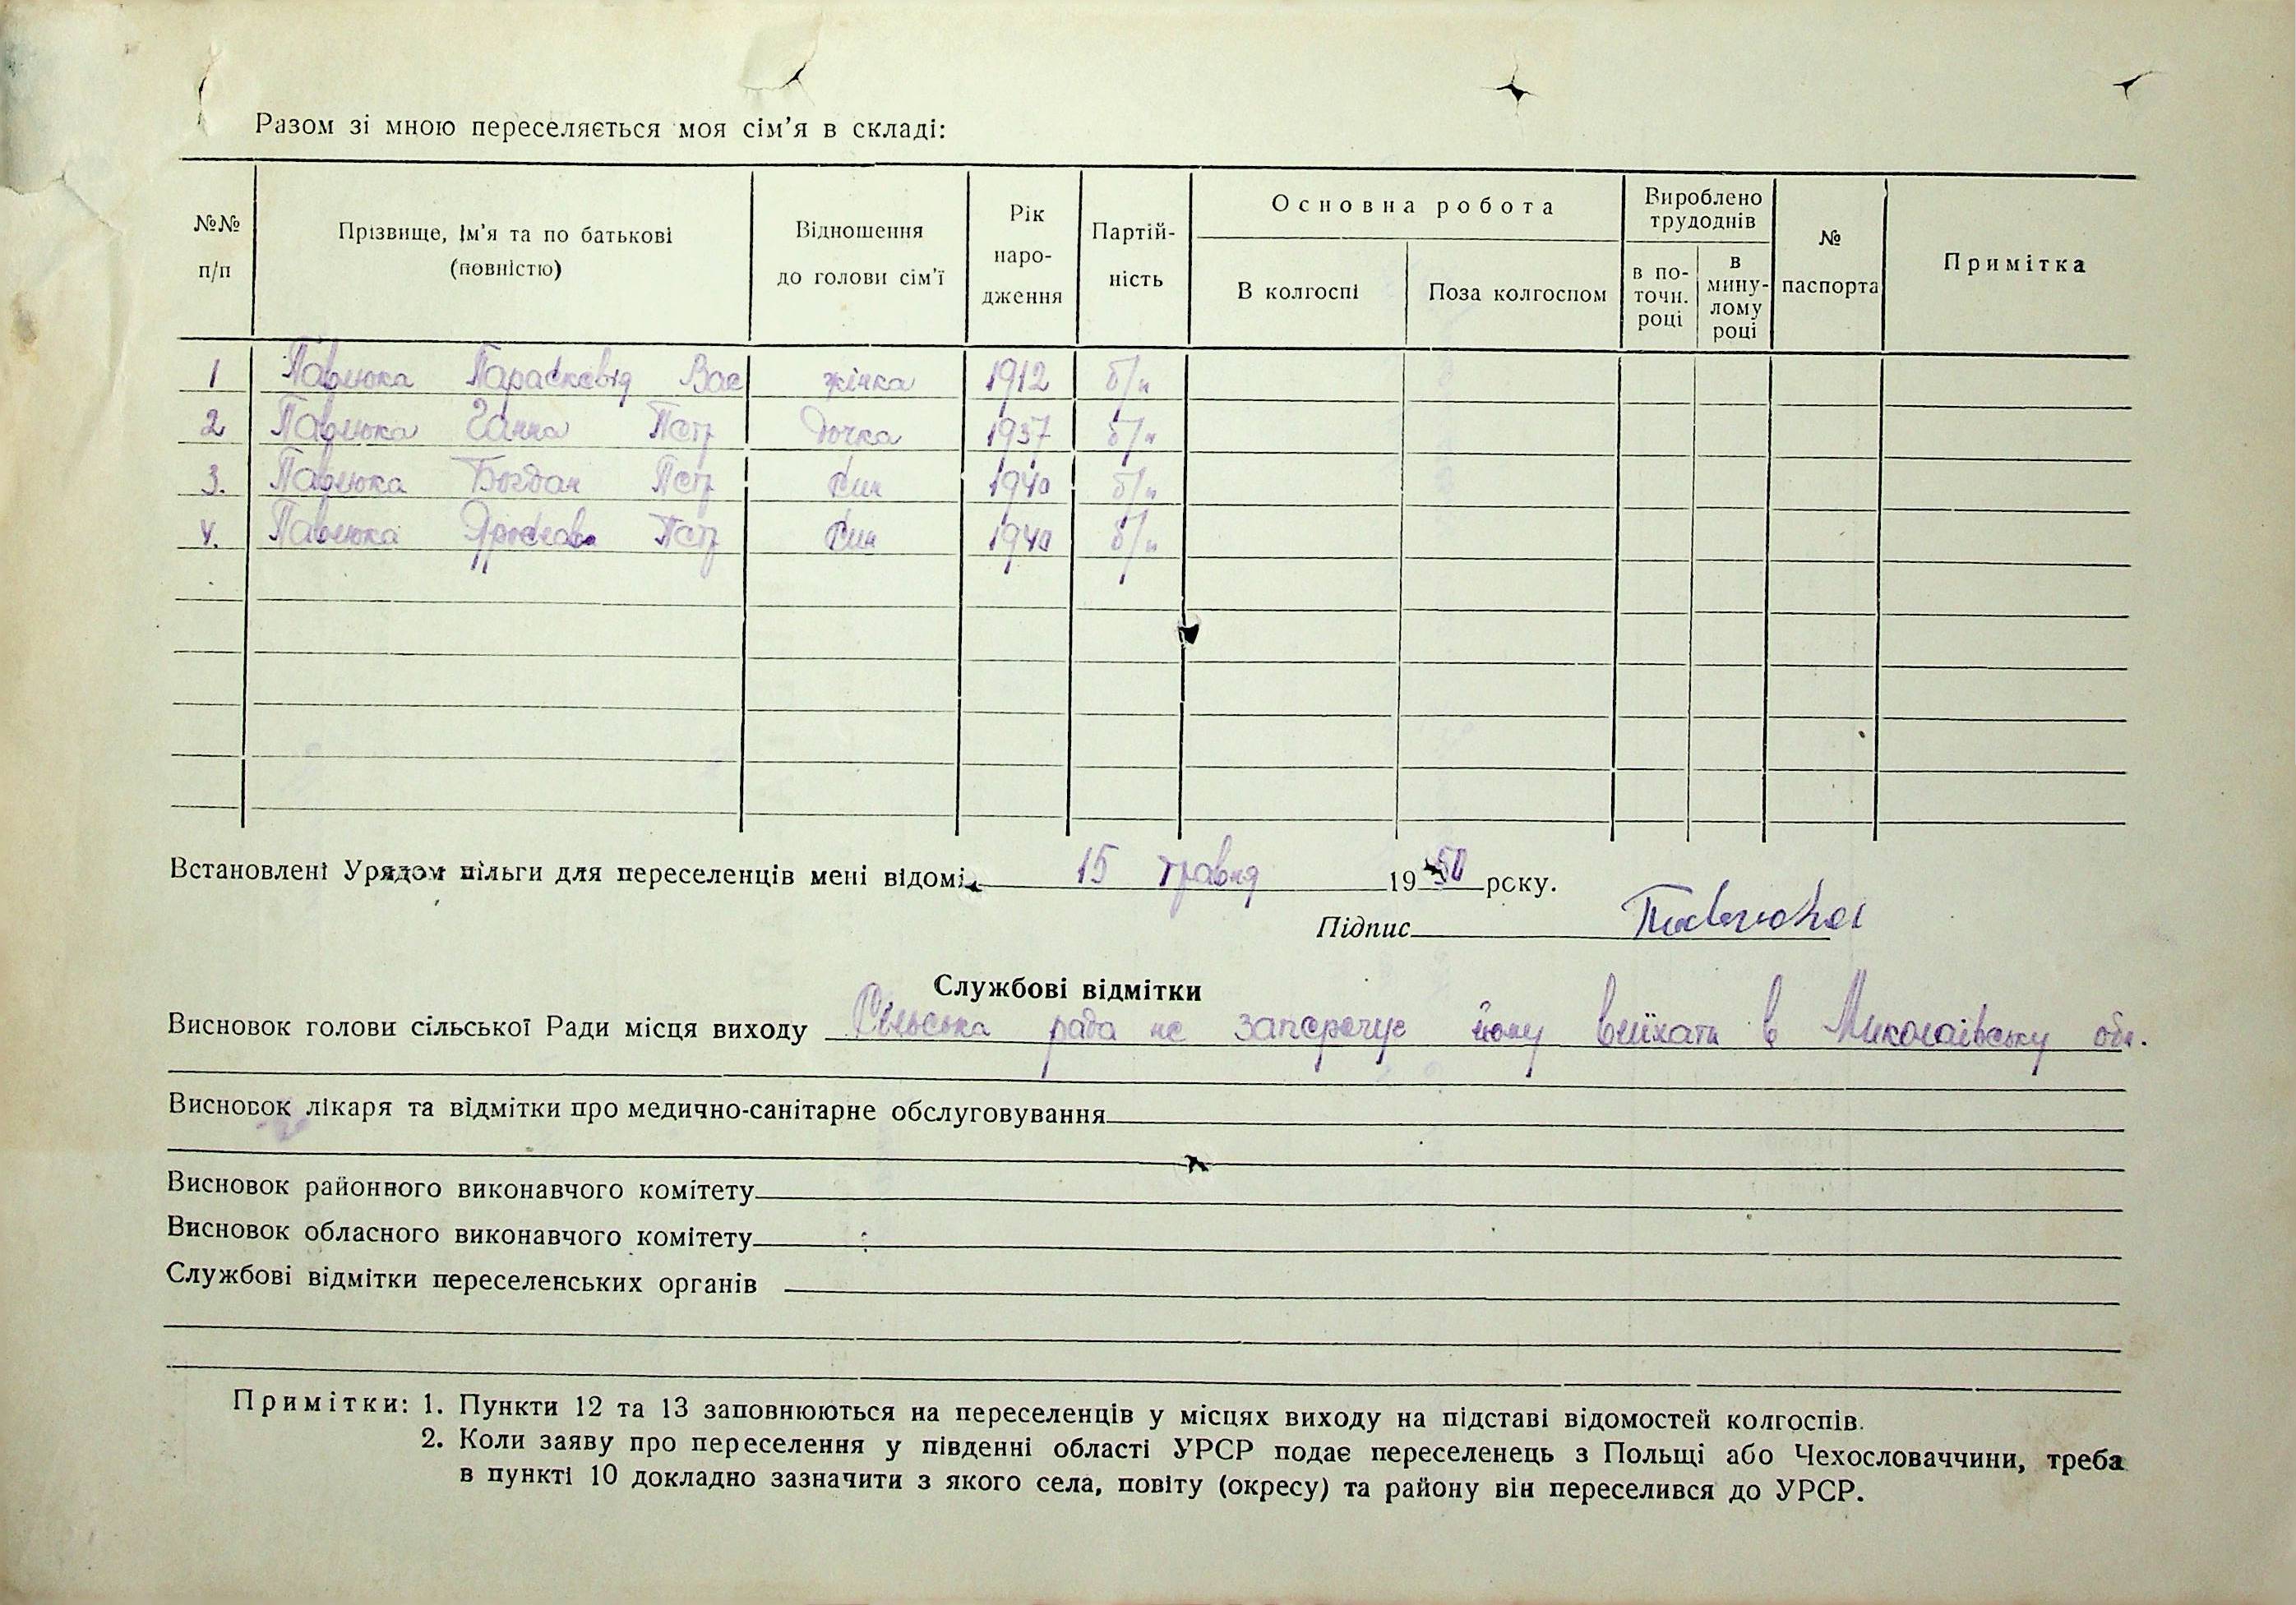 Разом зі мною переселяється моя сім'я в складі:
№№ п/п
Прізвище, ім'я та по батькові (повністю)
Відношення до голови сім'ї
Рік народження
Партійність
Основна робота
В колгоспі
Поза колгоспом
Вироблено трудоднів
в поточн. році
в минулому році
№ паспорта
Примітка
1 Павлюка Параскевія Вас жінка 1912 б/п
2 Павлюка Ганна Петр дочка 1937 б/п
3. Павлюка Богдан Петр син 1940 б/п
4. Павлюка Ярослав Петр син 1940 б/п
Встановлені Урядом пільги для переселенців мені відомі 15 травня 1950 року.
Підпис Павлюка
Службові відмітки
Висновок голови сільської Ради місця виходу Сільська рада не заперечує йому виїхати в Миколаївську обл.
Висновок лікаря та відмітки про медично-санітарне обслуговування
Висновок районного виконавчого комітету
Висновок обласного виконавчого комітету
Службові відмітки переселенських органів
Примітки: 1. Пункти 12 та 13 заповнюються на переселенців у місцях виходу на підставі відомостей колгоспів.
2. Коли заяву про переселення у південні області УРСР подає переселенець з Польщі або Чехословаччини, треба
в пункті 10 докладно зазначити з якого села, повіту (окресу) та району він переселився до УРСР.